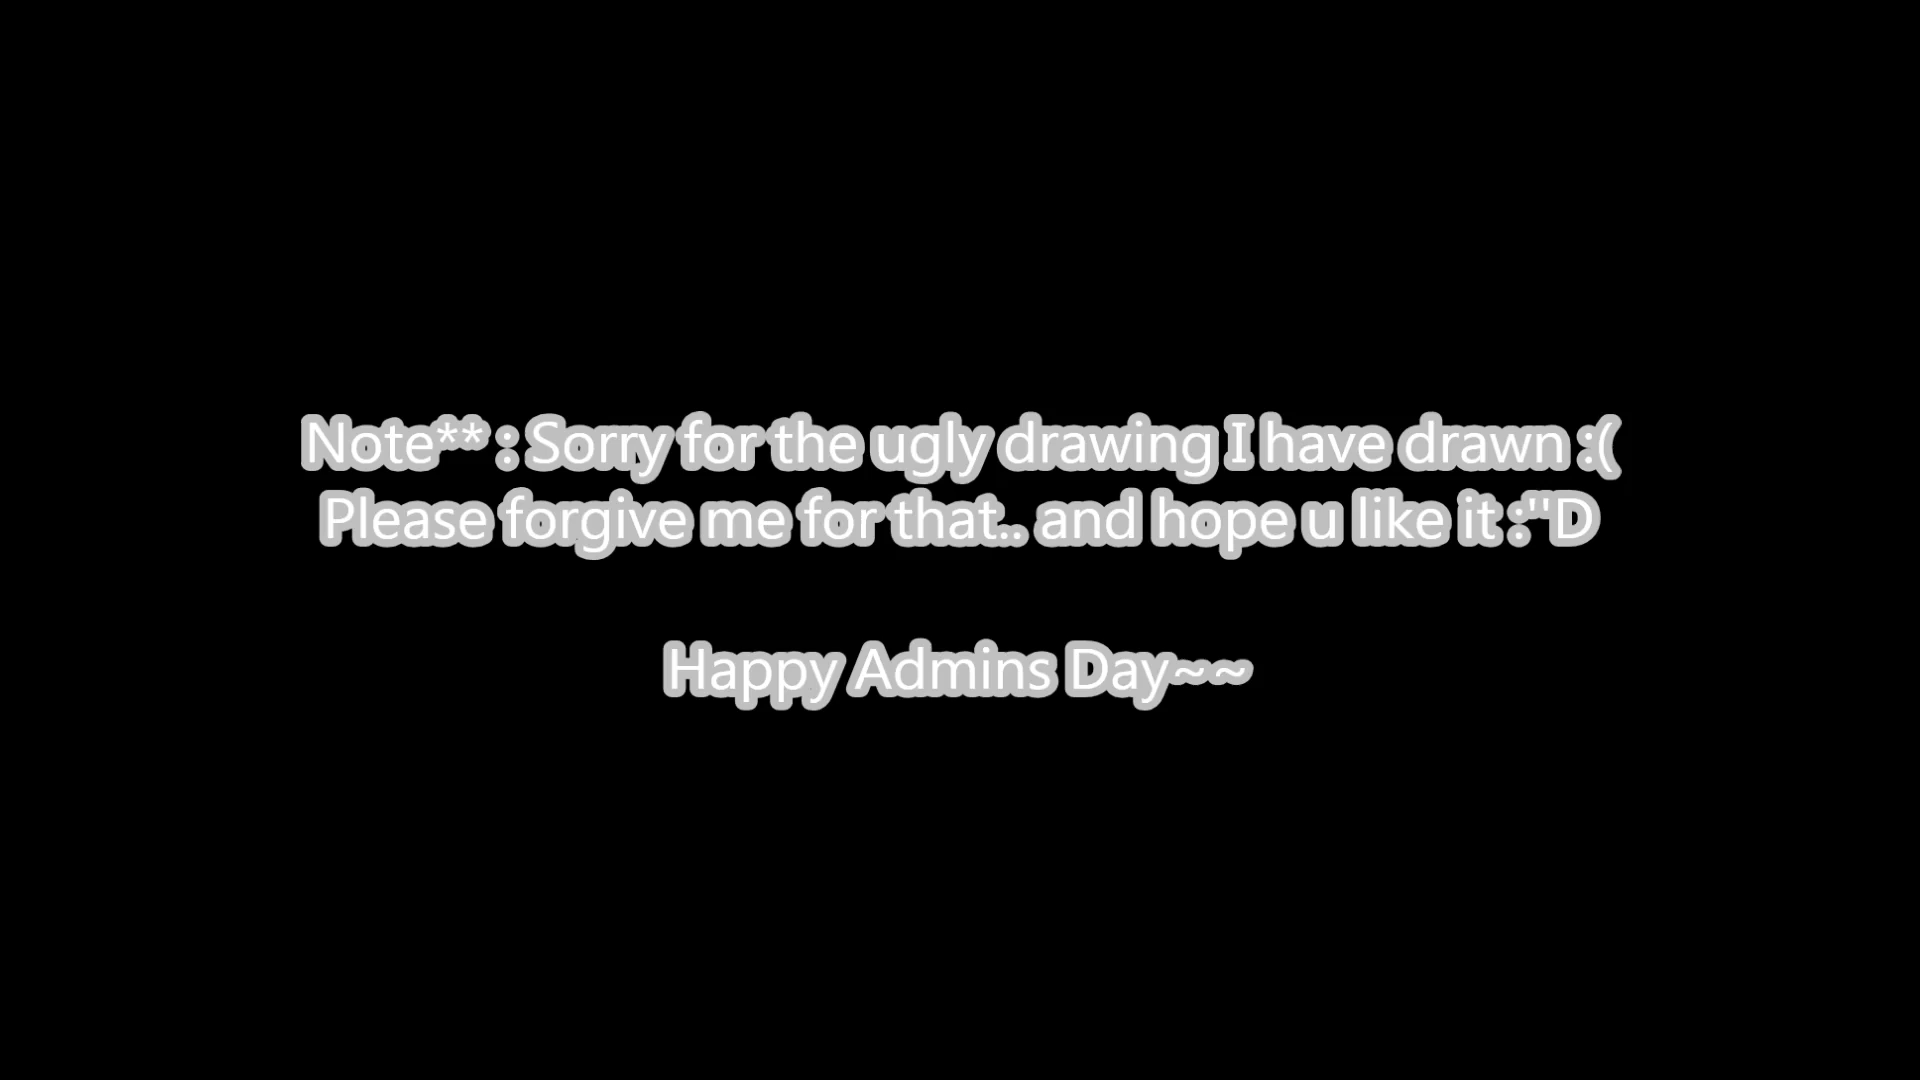 Note** : Sorry for the ugly drawing I have drawn :(
Please forgive me for that.. and hope u like it :"D
Happy Admins Day~~